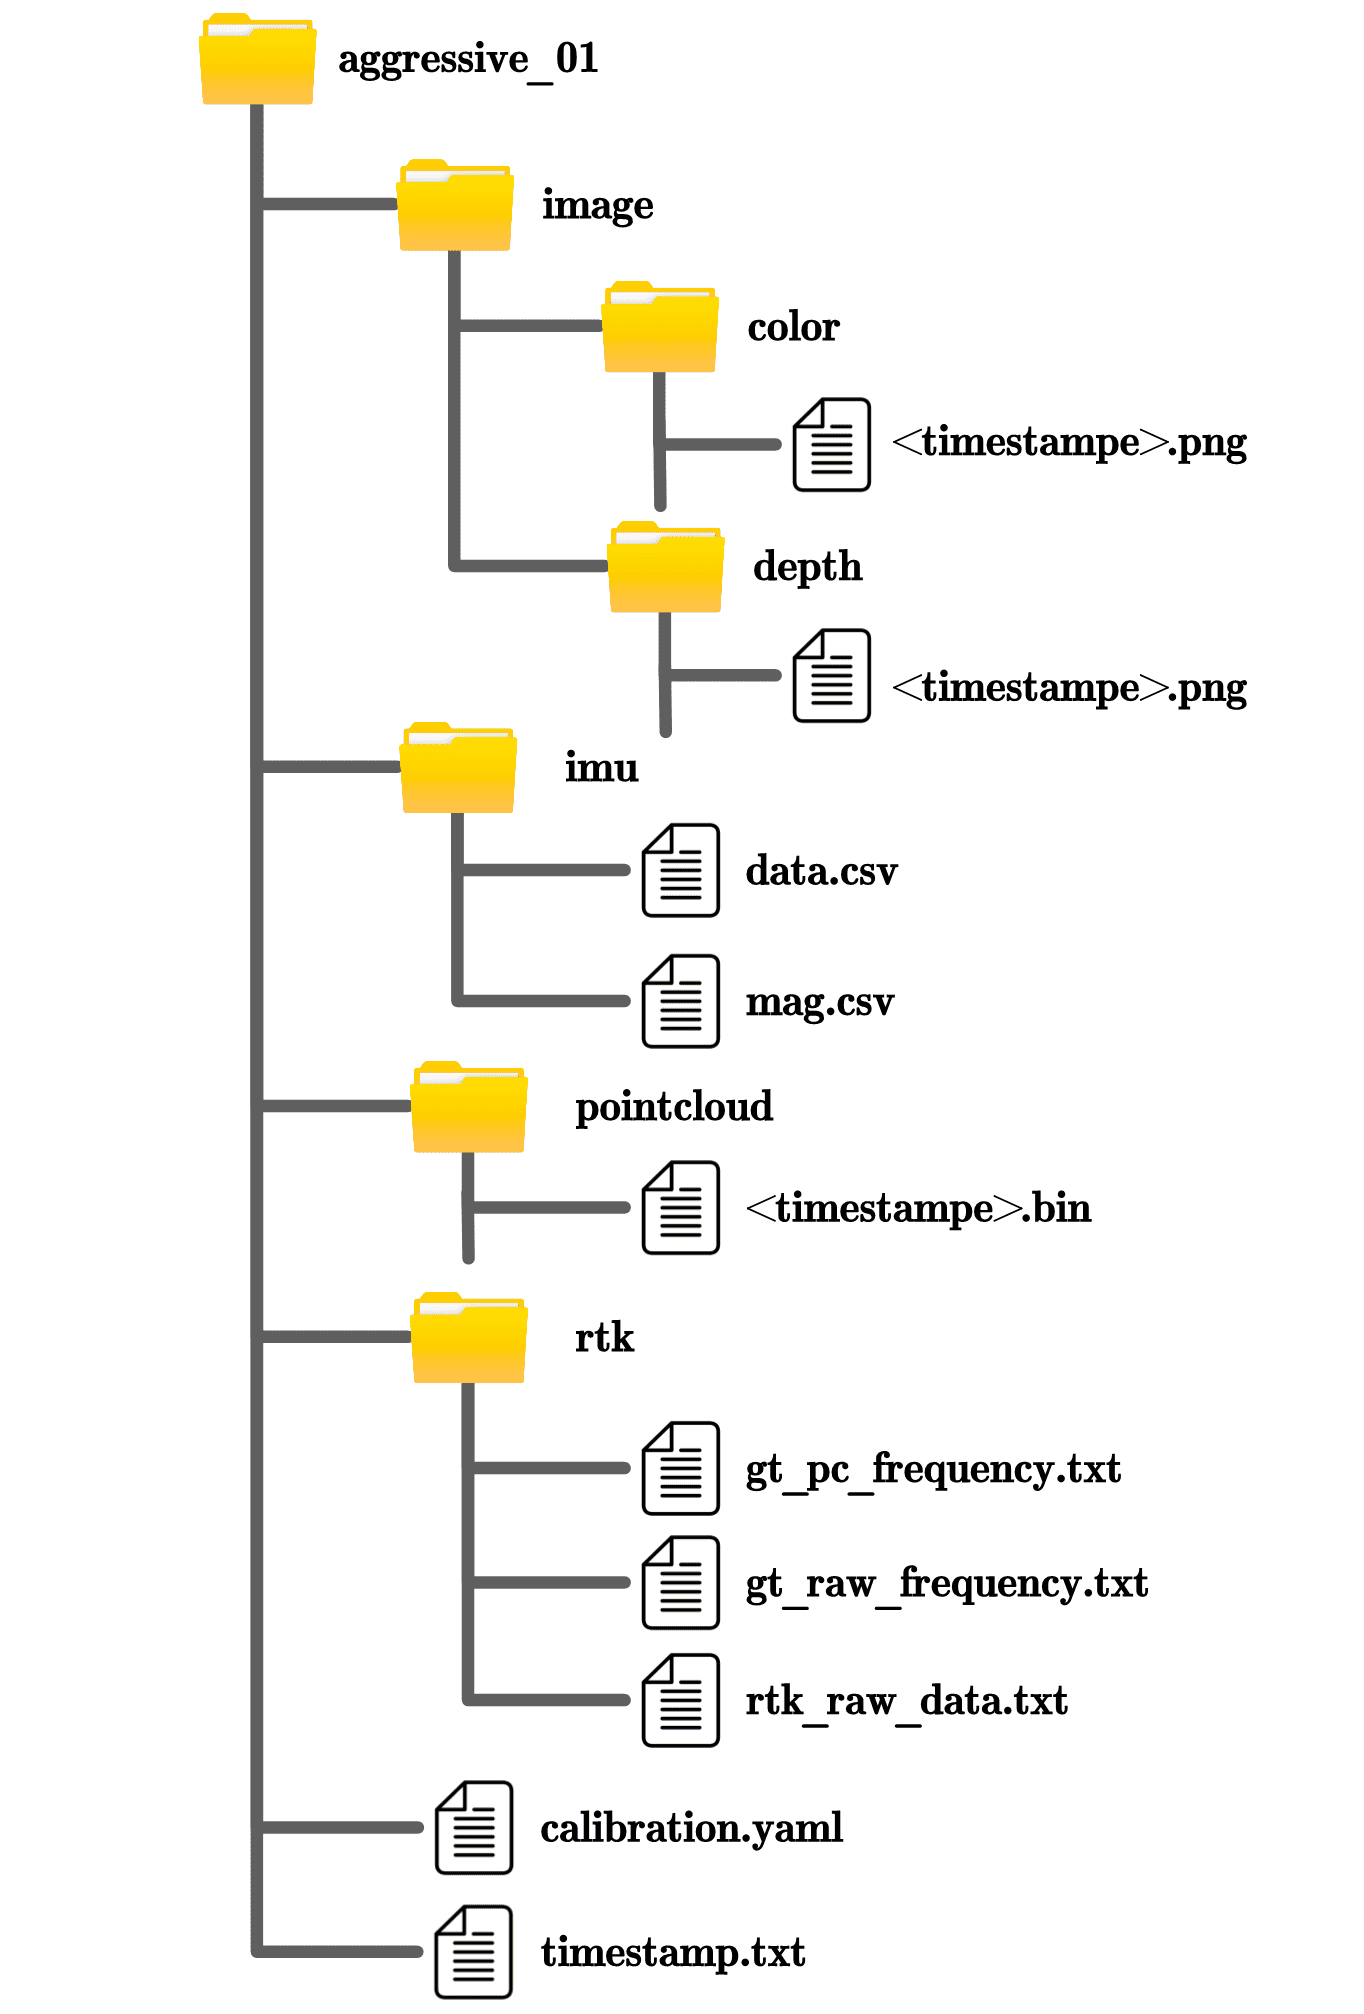 aggressive_01
image
color
<timestampe>.png
depth
<timestampe>.png
imu
data.csv
mag.csv
pointcloud
<timestampe>.bin
rtk
gt_pc_frequency.txt
gt_raw_frequency.txt
rtk_raw_data.txt
calibration.yaml
timestamp.txt